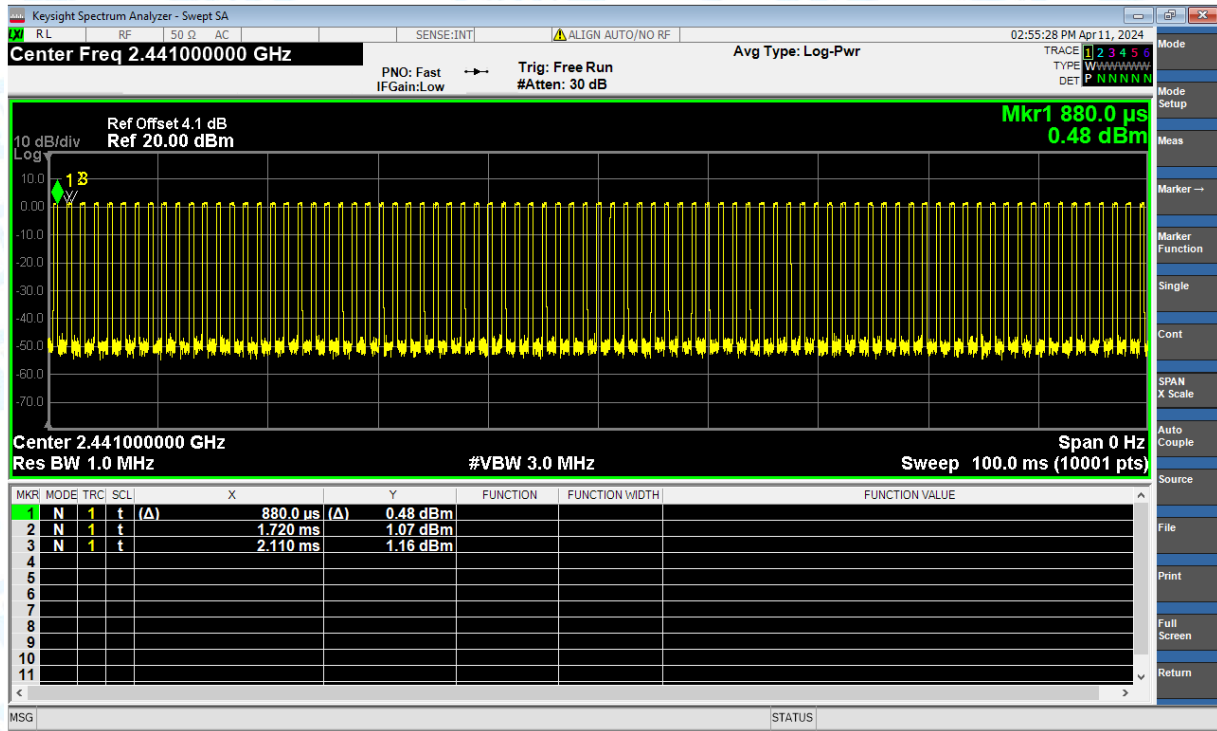 Keysight Spectrum Analyzer - Swept SA
LXI RL RF 50 Ω AC SENSE:INT ALIGN AUTO/NO RF 02:55:28 PM Apr 11, 2024
Center Freq 2.441000000 GHz Avg Type: Log-Pwr TRACE 1 2 3 4 5 6
PNO: Fast Trig: Free Run TYPE WWWWWW
IFGain:Low #Atten: 30 dB DET P N N N N N
Mkr1 880.0 µs
0.48 dBm
Ref Offset 4.1 dB
10 dB/div Ref 20.00 dBm
Log
1 2 3
10.0
0.00
-10.0
-20.0
-30.0
-40.0
-50.0
-60.0
-70.0
Center 2.441000000 GHz Span 0 Hz
Res BW 1.0 MHz #VBW 3.0 MHz Sweep 100.0 ms (10001 pts)
MKR MODE TRC SCL X Y FUNCTION FUNCTION WIDTH FUNCTION VALUE
1 N 1 t (Δ) 880.0 µs (Δ) 0.48 dBm
2 N 1 t 1.720 ms 1.07 dBm
3 N 1 t 2.110 ms 1.16 dBm
4
5
6
7
8
9
10
11
MSG STATUS
Mode
Mode
Setup
Meas
Marker →
Marker
Function
Single
Cont
SPAN
X Scale
Auto
Couple
Source
File
Print
Full
Screen
Return